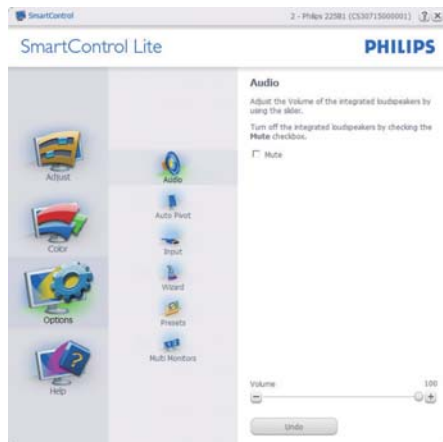 SmartControl
2 - Philips 225B1 (CS30715000001)
SmartControl Lite
PHILIPS
Adjust
Color
Options
Help
Audio
Auto Pivot
Input
Wizard
Presets
Multi Monitors
Audio
Adjust the Volume of the integrated loudspeakers by
using the slider.
Turn off the integrated loudspeakers by checking the
Mute checkbox.
Mute
Volume
100
Undo